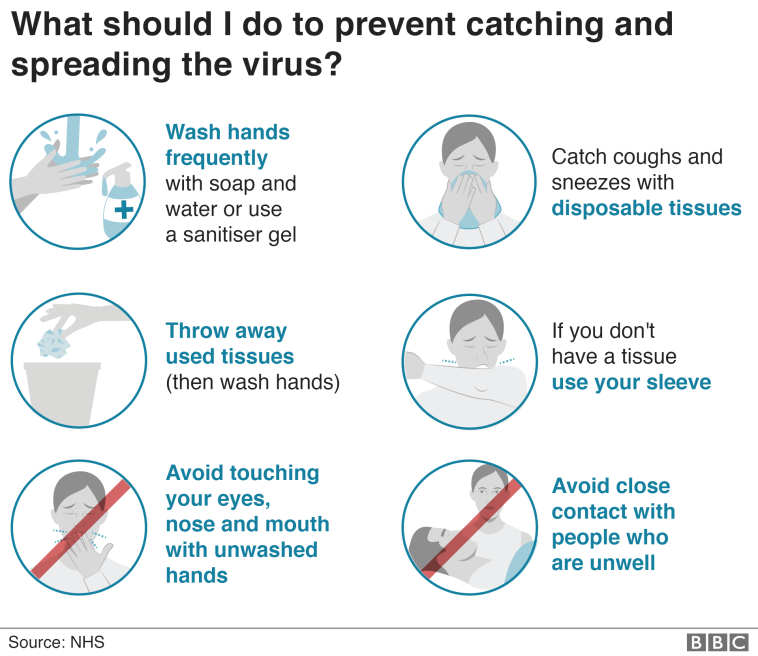 What should I do to prevent catching and
spreading the virus?
Wash hands
frequently
with soap and
water or use
a sanitiser gel
Catch coughs and
sneezes with
disposable tissues
Throw away
used tissues
(then wash hands)
If you don't
have a tissue
use your sleeve
Avoid touching
your eyes,
nose and mouth
with unwashed
hands
Avoid close
contact with
people who
are unwell
Source: NHS
BBC